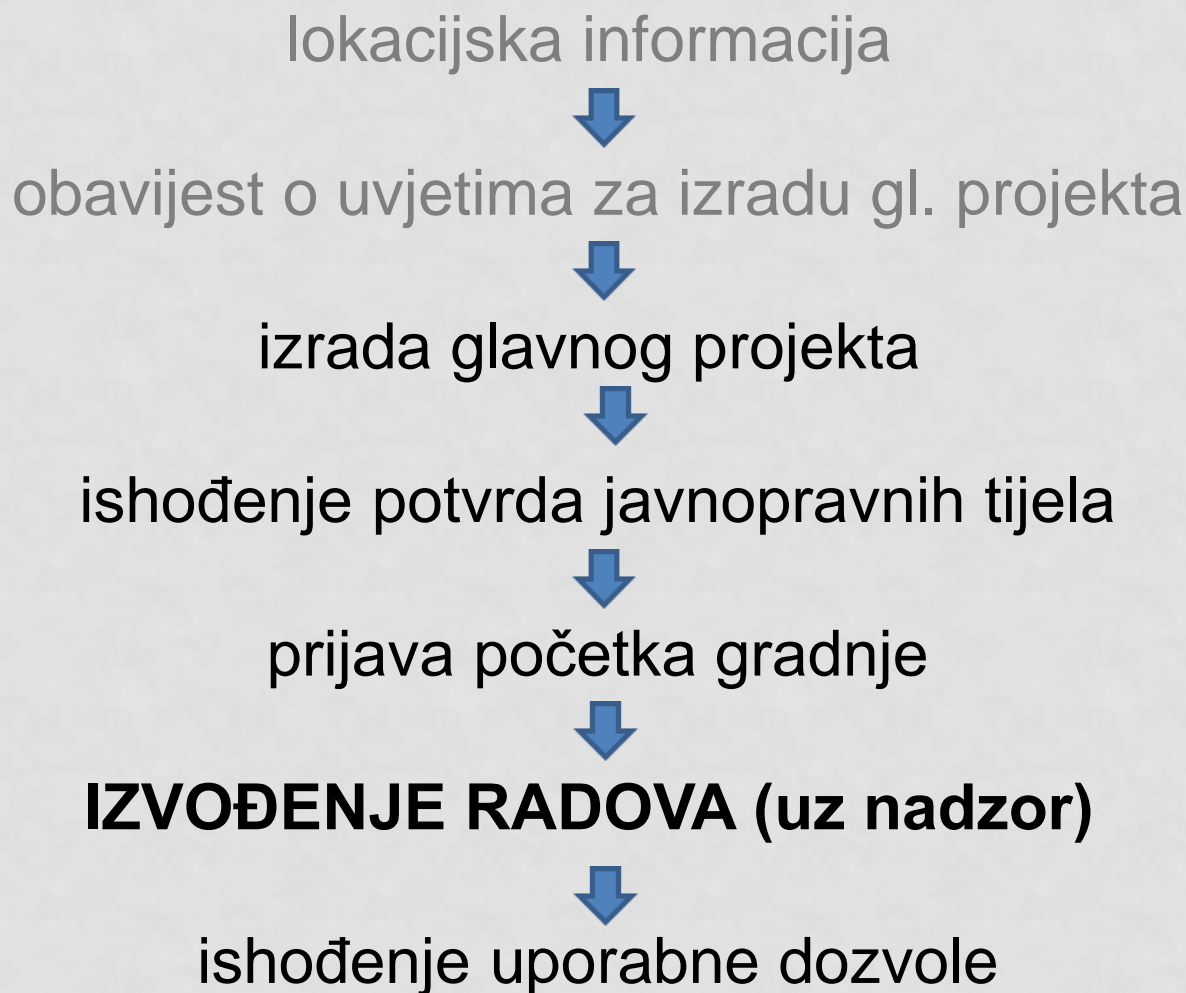 lokacijska informacija
obavijest o uvjetima za izradu gl. projekta
izrada glavnog projekta
ishođenje potvrda javnopravnih tijela
prijava početka gradnje
IZVOĐENJE RADOVA (uz nadzor)
ishođenje uporabne dozvole